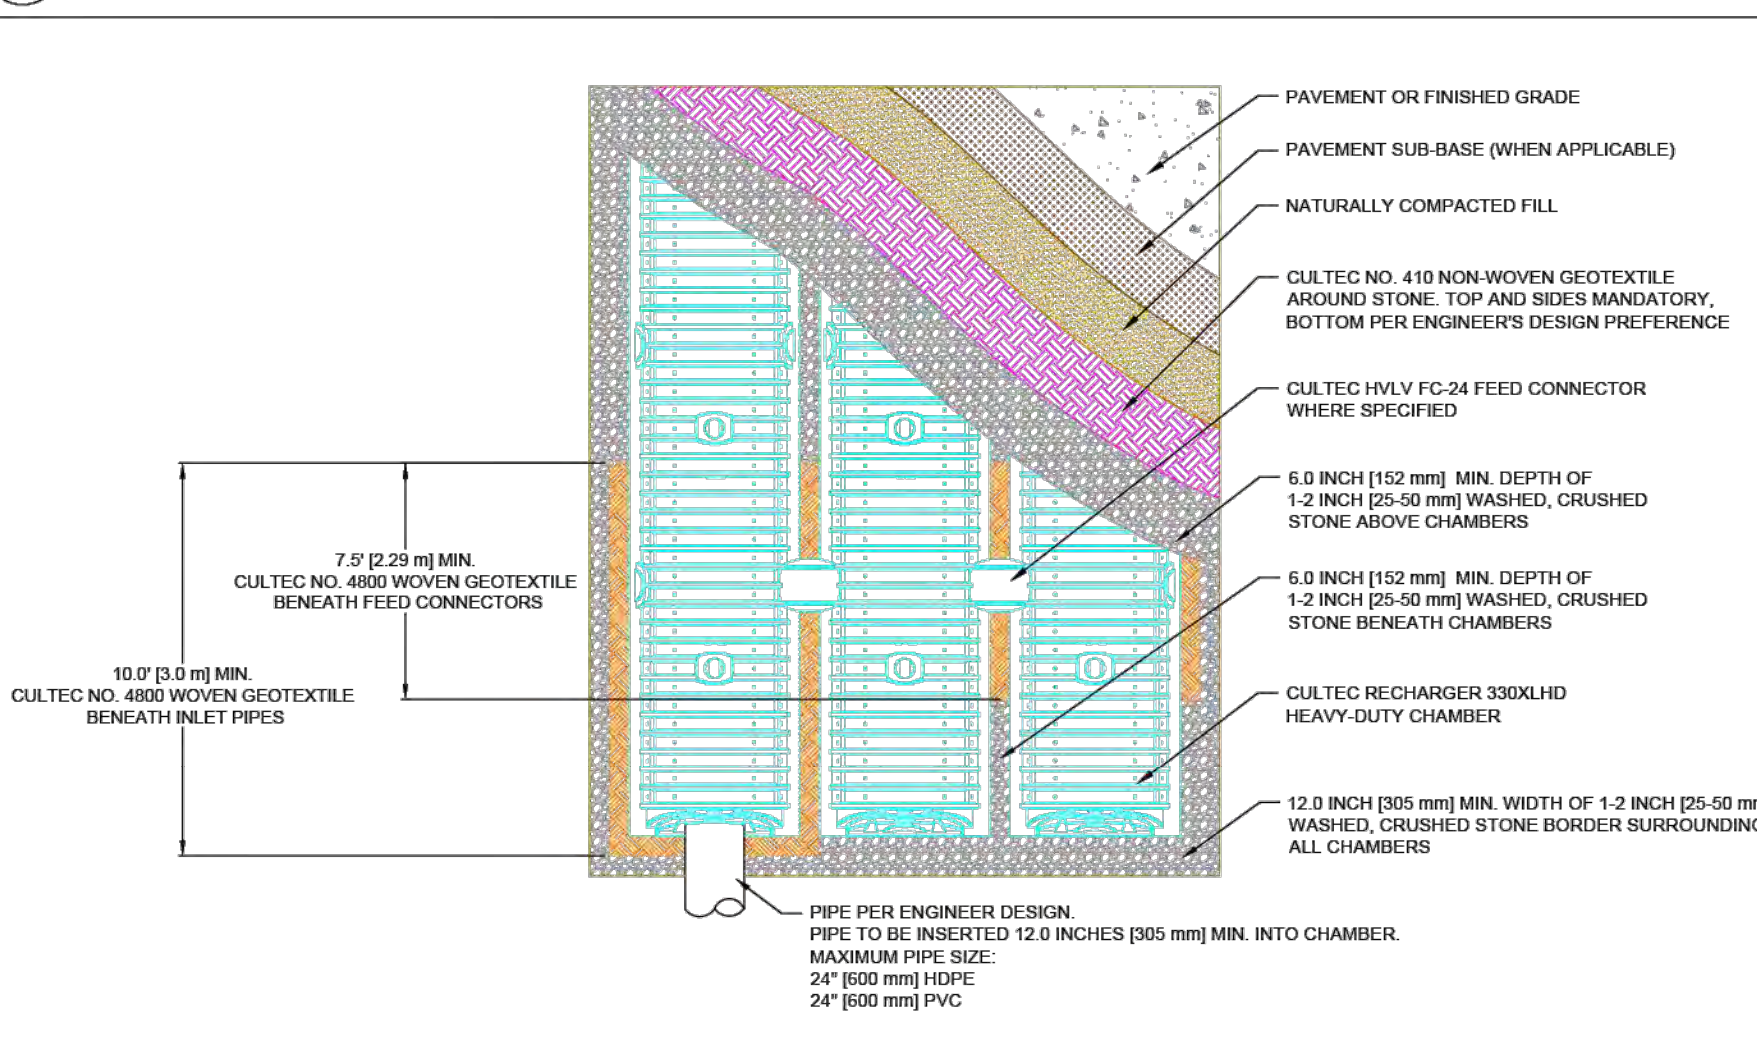 PAVEMENT OR FINISHED GRADE
PAVEMENT SUB-BASE (WHEN APPLICABLE)
NATURALLY COMPACTED FILL
CULTEC NO. 410 NON-WOVEN GEOTEXTILE
AROUND STONE. TOP AND SIDES MANDATORY,
BOTTOM PER ENGINEER'S DESIGN PREFERENCE
CULTEC HVLV FC-24 FEED CONNECTOR
WHERE SPECIFIED
6.0 INCH [152 mm] MIN. DEPTH OF
1-2 INCH [25-50 mm] WASHED, CRUSHED
STONE ABOVE CHAMBERS
7.5' [2.29 m] MIN.
CULTEC NO. 4800 WOVEN GEOTEXTILE
BENEATH FEED CONNECTORS
6.0 INCH [152 mm] MIN. DEPTH OF
1-2 INCH [25-50 mm] WASHED, CRUSHED
STONE BENEATH CHAMBERS
10.0' [3.0 m] MIN.
CULTEC NO. 4800 WOVEN GEOTEXTILE
BENEATH INLET PIPES
CULTEC RECHARGER 330XLHD
HEAVY-DUTY CHAMBER
12.0 INCH [305 mm] MIN. WIDTH OF 1-2 INCH [25-50 m
WASHED, CRUSHED STONE BORDER SURROUNDING
ALL CHAMBERS
PIPE PER ENGINEER DESIGN.
PIPE TO BE INSERTED 12.0 INCHES [305 mm] MIN. INTO CHAMBER.
MAXIMUM PIPE SIZE:
24" [600 mm] HDPE
24" [600 mm] PVC